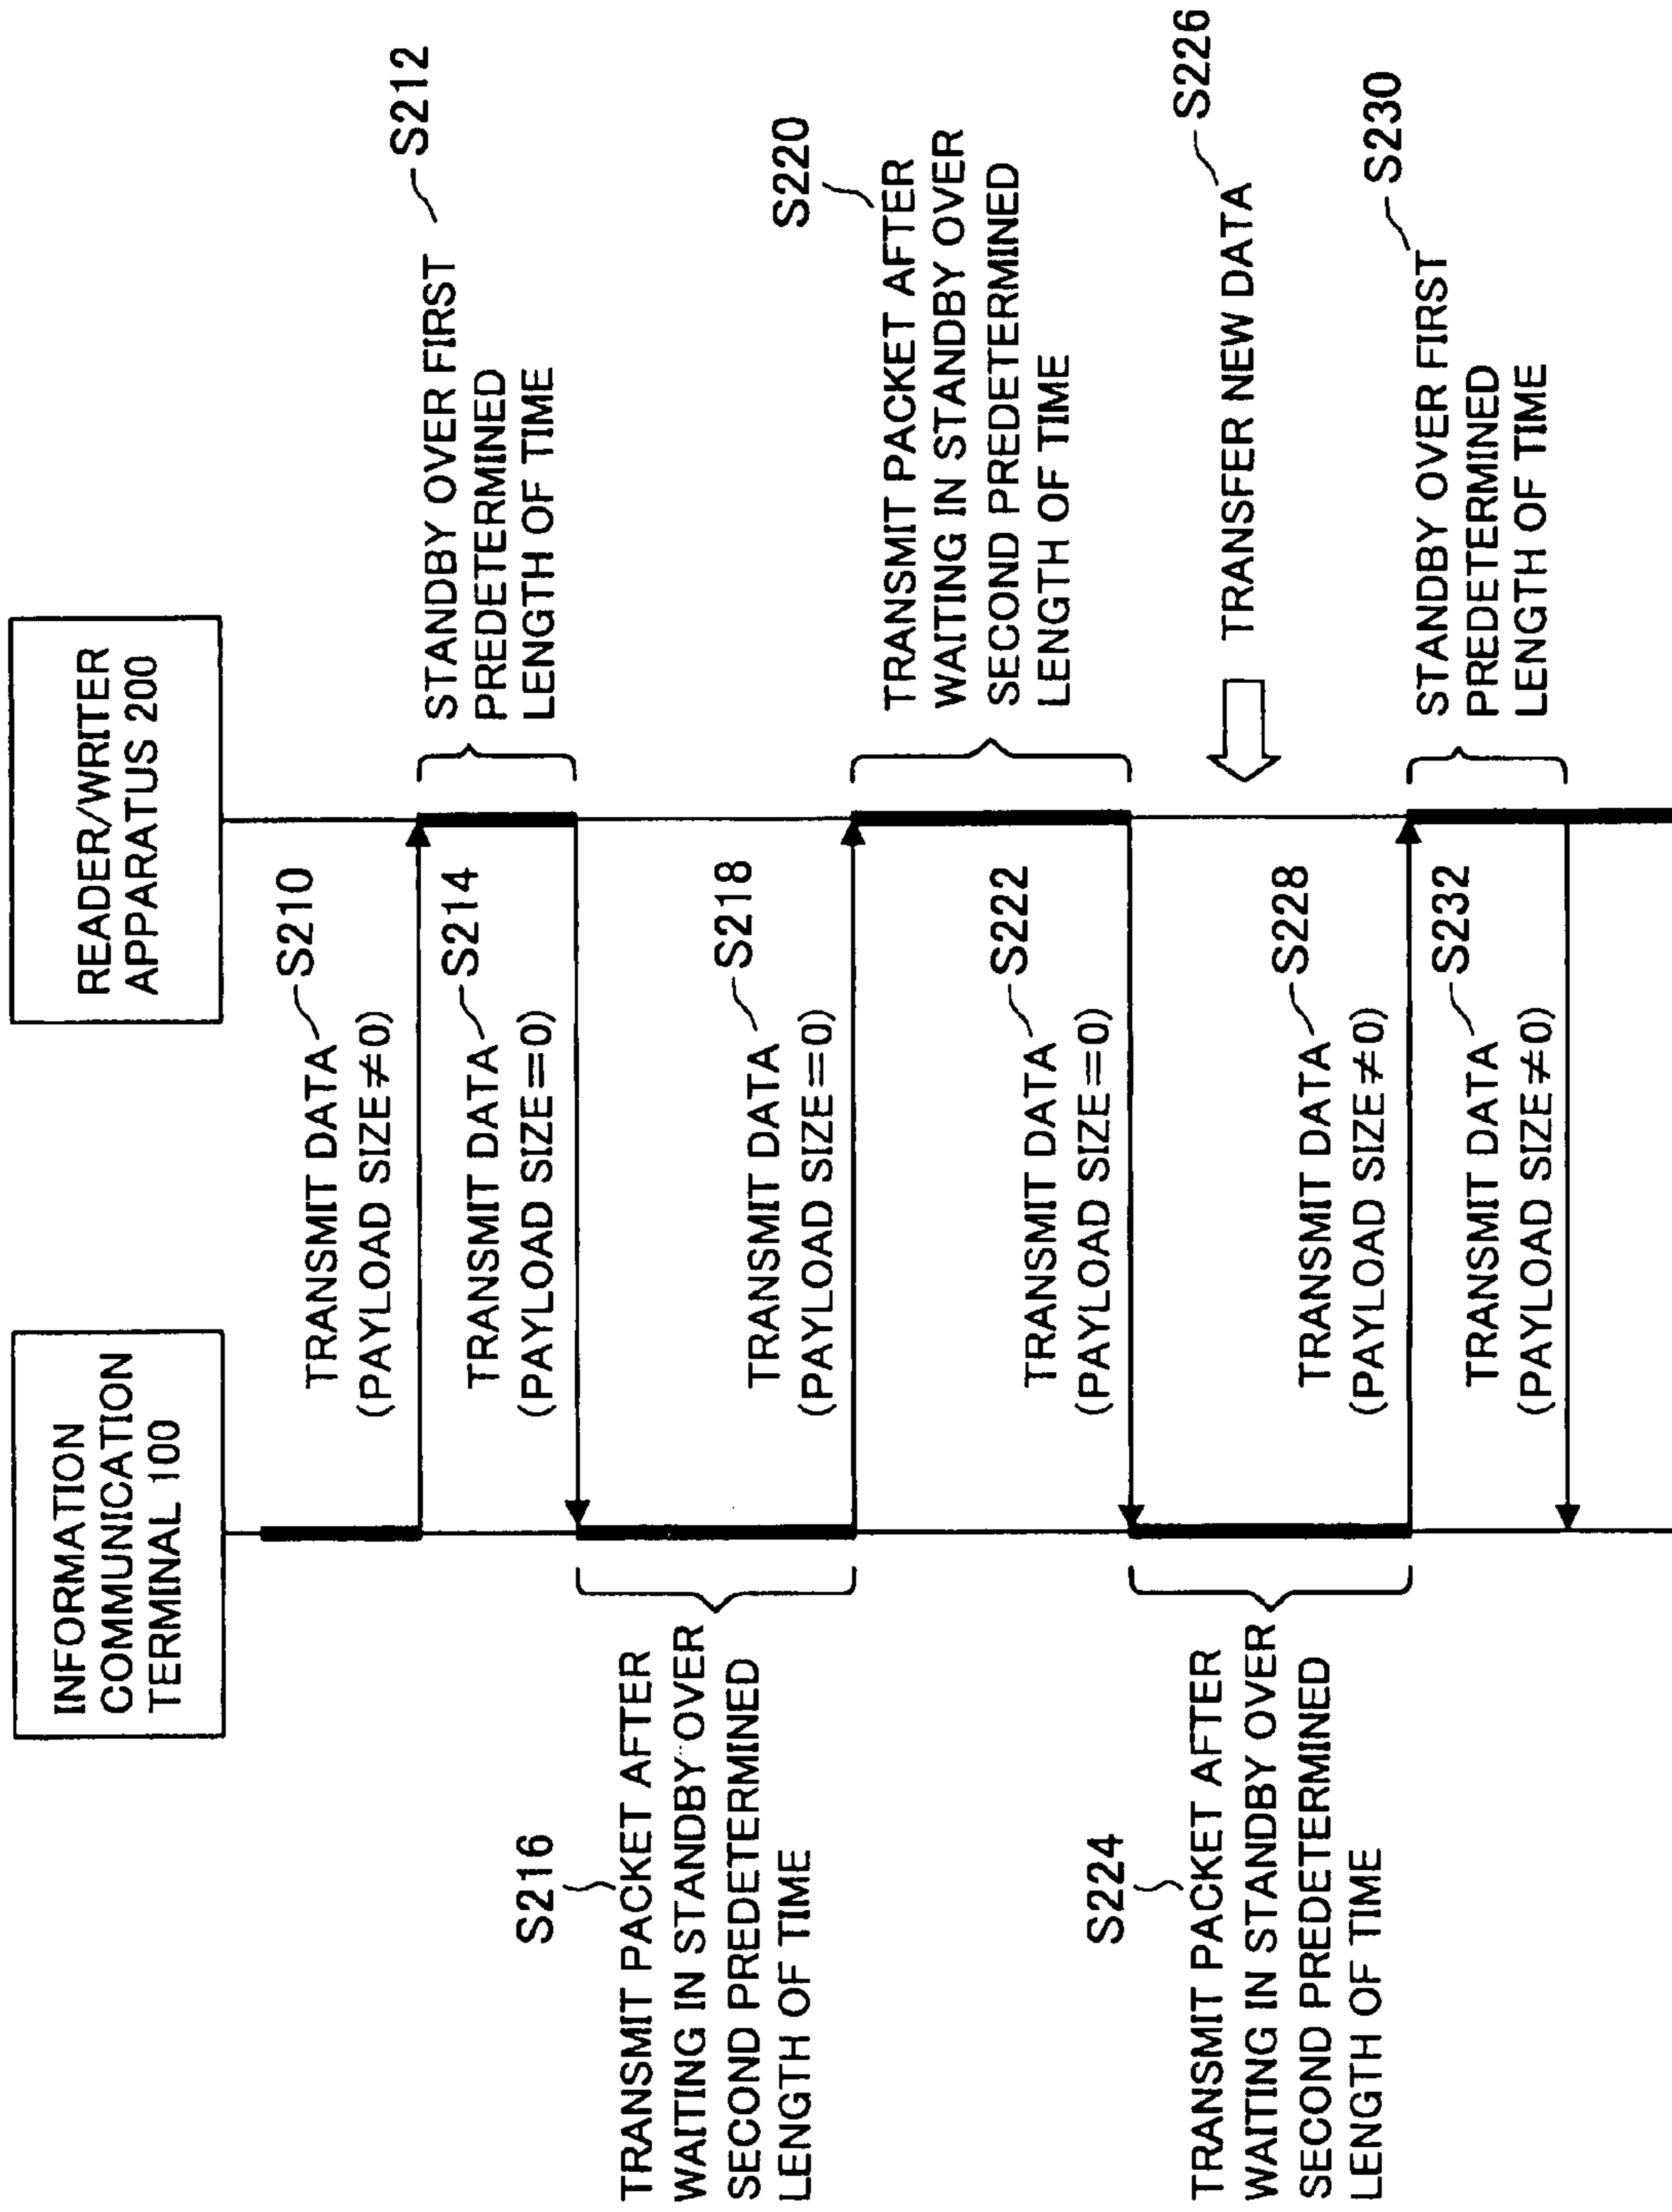 INFORMATION
COMMUNICATION
TERMINAL 100
READER/WRITER
APPARATUS 200
TRANSMIT DATA
(PAYLOAD SIZE≠0)
S210
STANDBY OVER FIRST
PREDETERMINED
LENGTH OF TIME
S212
TRANSMIT DATA
(PAYLOAD SIZE=0)
S214
S216
TRANSMIT PACKET AFTER
WAITING IN STANDBY OVER
SECOND PREDETERMINED
LENGTH OF TIME
TRANSMIT DATA
(PAYLOAD SIZE=0)
S218
S220
TRANSMIT PACKET AFTER
WAITING IN STANDBY OVER
SECOND PREDETERMINED
LENGTH OF TIME
TRANSMIT DATA
(PAYLOAD SIZE=0)
S222
S224
TRANSMIT PACKET AFTER
WAITING IN STANDBY OVER
SECOND PREDETERMINED
LENGTH OF TIME
TRANSFER NEW DATA
S226
TRANSMIT DATA
(PAYLOAD SIZE≠0)
S228
STANDBY OVER FIRST
PREDETERMINED
LENGTH OF TIME
S230
TRANSMIT DATA
(PAYLOAD SIZE≠0)
S232